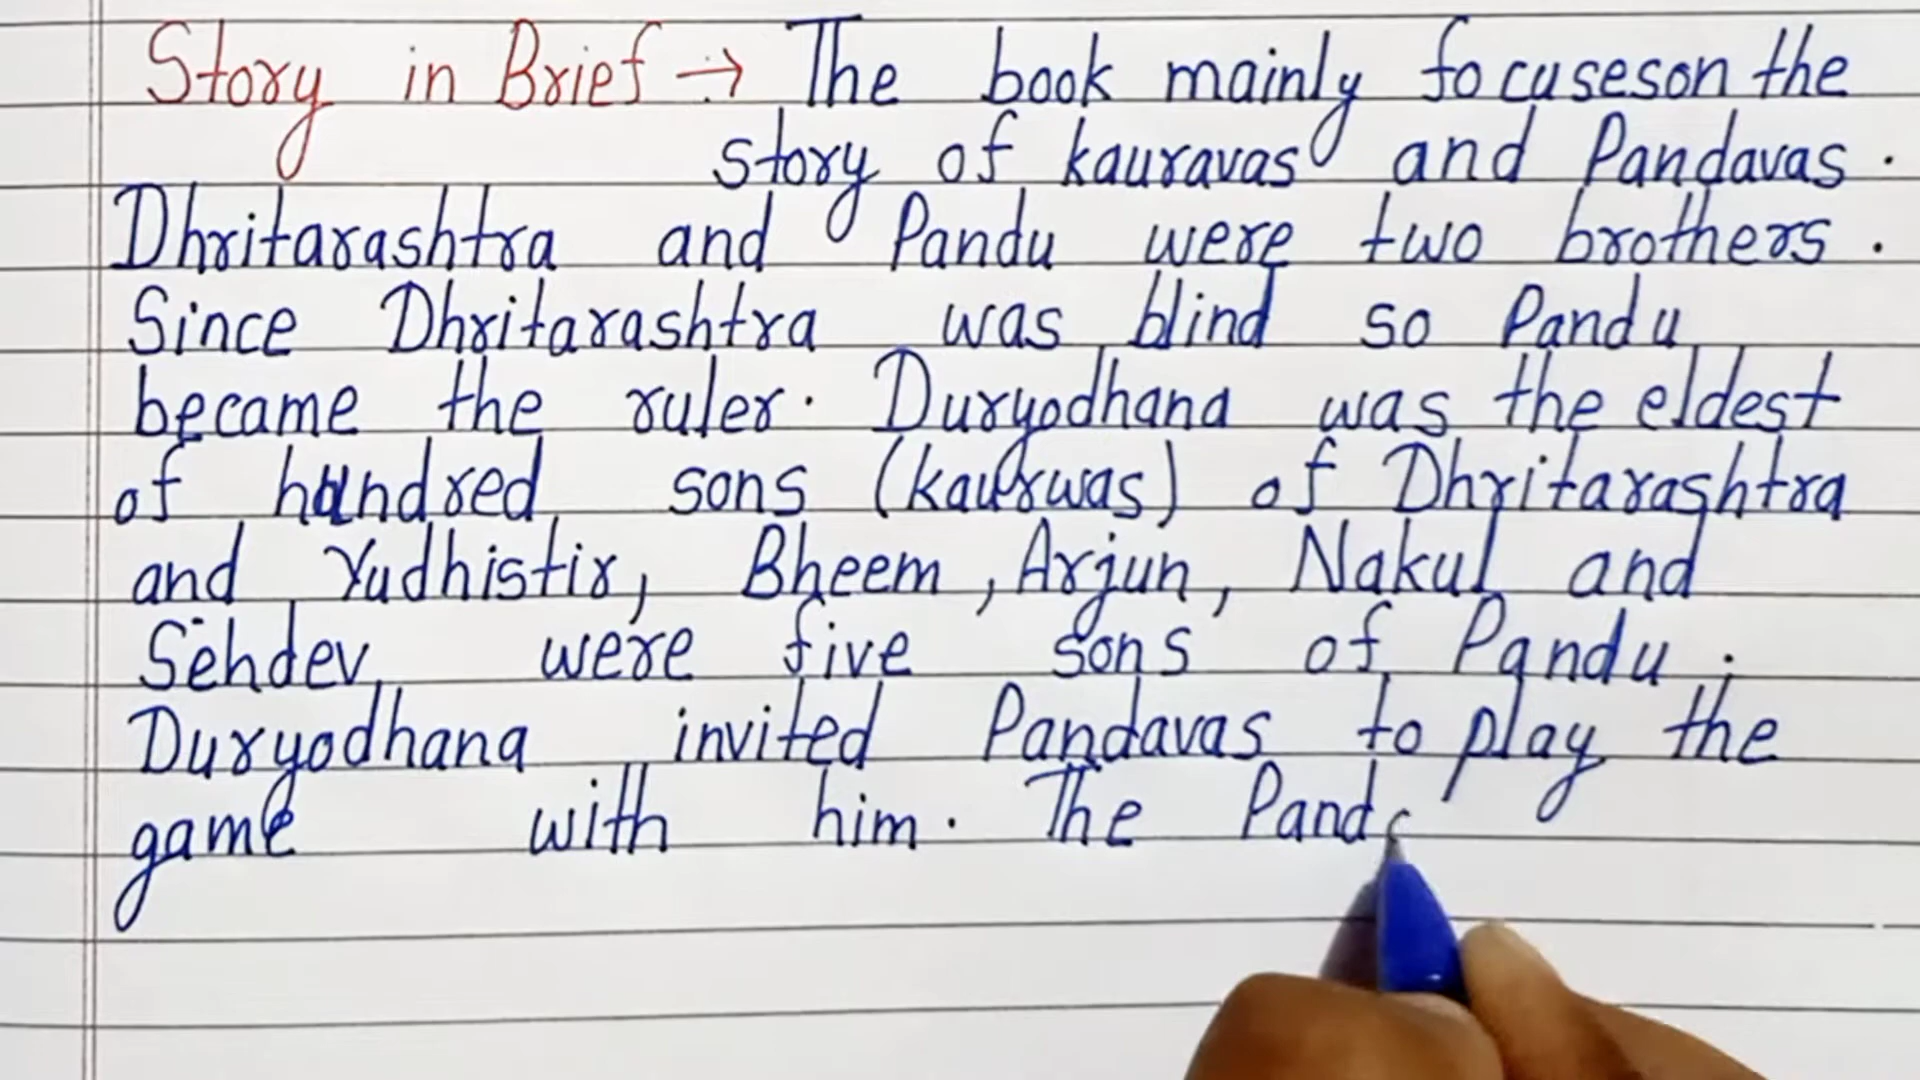 Story in Brief → The book mainly focuseson the
story of kauravas and Pandavas.
Dhritarashtra and Pandu were two brothers.
Since Dhritarashtra was blind so Pandu
became the ruler. Duryodhana was the eldest
of hundred sons (kaurwas) of Dhritarashtra
and Yudhistir, Bheem, Arjun, Nakul and
Sehdev were five sons of Pandu.
Duryodhana invited Pandavas to play the
game with him. The Pand